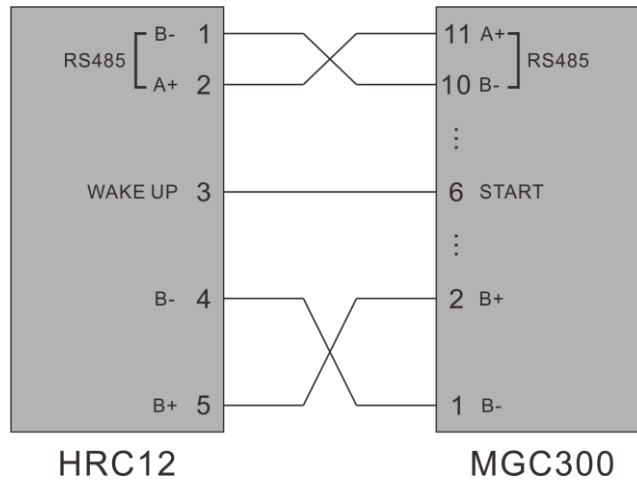 B- 1 11 A+
RS485 RS485
A+ 2 10 B-
⋮
WAKE UP 3 6 START
⋮
B- 4 2 B+
B+ 5 1 B-
HRC12 MGC300